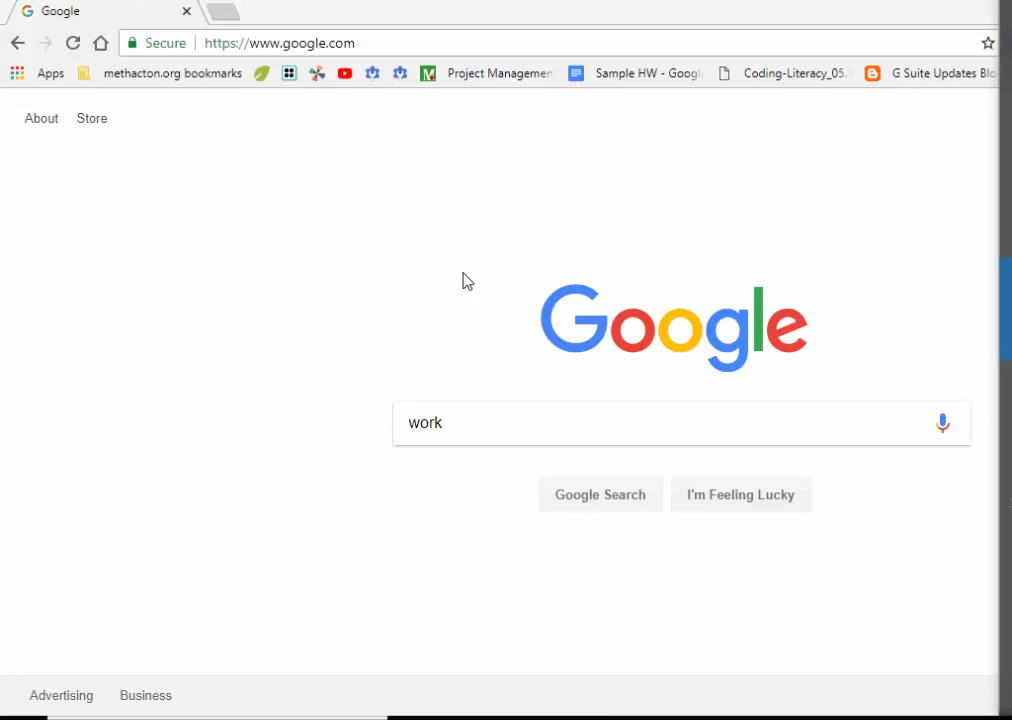 Google
Secure https://www.google.com
Apps methacton.org bookmarks Project Managemen Sample HW - Googl Coding-Literacy_05. G Suite Updates Blo
About Store
Google
work
Google Search I'm Feeling Lucky
Advertising Business